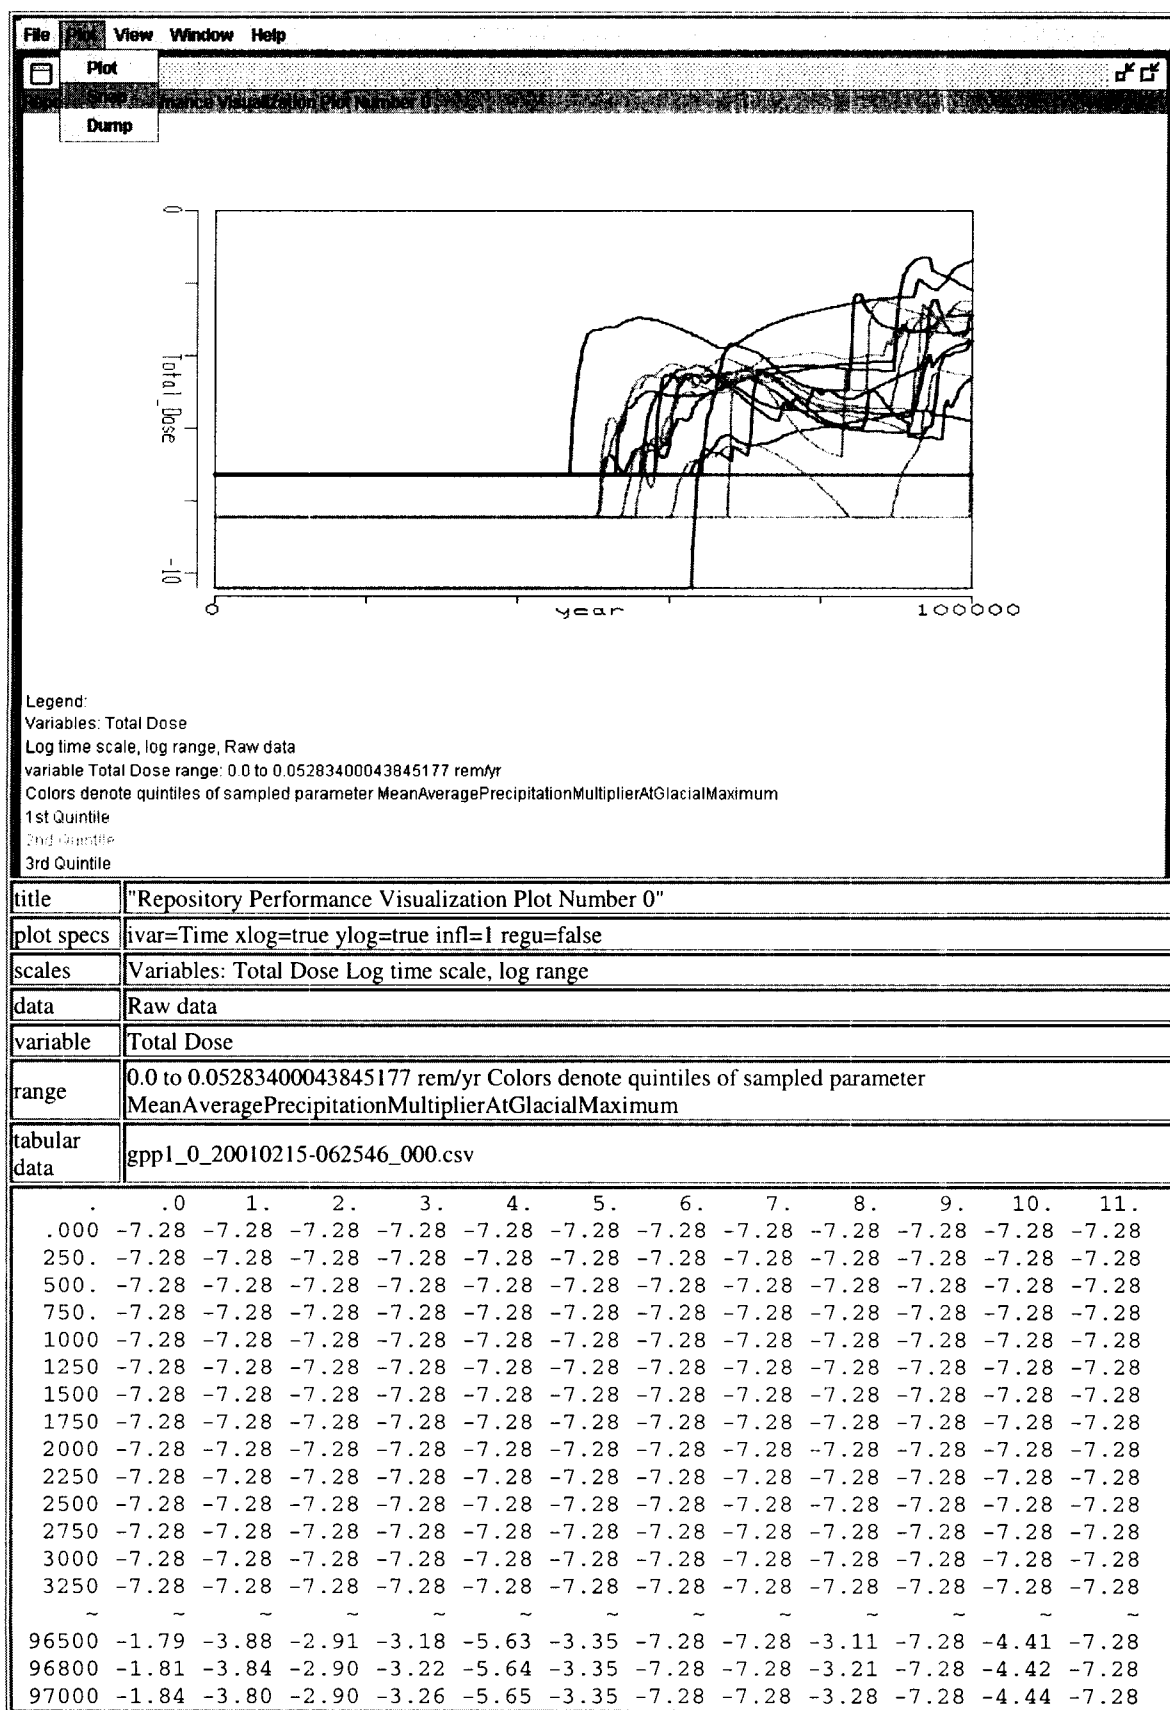 File Plot View Window Help
Plot
Snap
Dump
mance Visualization Plot Number 0
0
Total_Dose
-10
0 year 100000
Legend:
Variables: Total Dose
Log time scale, log range, Raw data
variable Total Dose range: 0.0 to 0.05283400043845177 rem/yr
Colors denote quintiles of sampled parameter MeanAveragePrecipitationMultiplierAtGlacialMaximum
1st Quintile
2nd Quintile
3rd Quintile
title "Repository Performance Visualization Plot Number 0"
plot specs ivar=Time xlog=true ylog=true infl=1 regu=false
scales Variables: Total Dose Log time scale, log range
data Raw data
variable Total Dose
range 0.0 to 0.05283400043845177 rem/yr Colors denote quintiles of sampled parameter
MeanAveragePrecipitationMultiplierAtGlacialMaximum
tabular
data gpp1_0_20010215-062546_000.csv
. .0 1. 2. 3. 4. 5. 6. 7. 8. 9. 10. 11.
.000 -7.28 -7.28 -7.28 -7.28 -7.28 -7.28 -7.28 -7.28 -7.28 -7.28 -7.28 -7.28
250. -7.28 -7.28 -7.28 -7.28 -7.28 -7.28 -7.28 -7.28 -7.28 -7.28 -7.28 -7.28
500. -7.28 -7.28 -7.28 -7.28 -7.28 -7.28 -7.28 -7.28 -7.28 -7.28 -7.28 -7.28
750. -7.28 -7.28 -7.28 -7.28 -7.28 -7.28 -7.28 -7.28 -7.28 -7.28 -7.28 -7.28
1000 -7.28 -7.28 -7.28 -7.28 -7.28 -7.28 -7.28 -7.28 -7.28 -7.28 -7.28 -7.28
1250 -7.28 -7.28 -7.28 -7.28 -7.28 -7.28 -7.28 -7.28 -7.28 -7.28 -7.28 -7.28
1500 -7.28 -7.28 -7.28 -7.28 -7.28 -7.28 -7.28 -7.28 -7.28 -7.28 -7.28 -7.28
1750 -7.28 -7.28 -7.28 -7.28 -7.28 -7.28 -7.28 -7.28 -7.28 -7.28 -7.28 -7.28
2000 -7.28 -7.28 -7.28 -7.28 -7.28 -7.28 -7.28 -7.28 -7.28 -7.28 -7.28 -7.28
2250 -7.28 -7.28 -7.28 -7.28 -7.28 -7.28 -7.28 -7.28 -7.28 -7.28 -7.28 -7.28
2500 -7.28 -7.28 -7.28 -7.28 -7.28 -7.28 -7.28 -7.28 -7.28 -7.28 -7.28 -7.28
2750 -7.28 -7.28 -7.28 -7.28 -7.28 -7.28 -7.28 -7.28 -7.28 -7.28 -7.28 -7.28
3000 -7.28 -7.28 -7.28 -7.28 -7.28 -7.28 -7.28 -7.28 -7.28 -7.28 -7.28 -7.28
3250 -7.28 -7.28 -7.28 -7.28 -7.28 -7.28 -7.28 -7.28 -7.28 -7.28 -7.28 -7.28
~ ~ ~ ~ ~ ~ ~ ~ ~ ~ ~ ~ ~
96500 -1.79 -3.88 -2.91 -3.18 -5.63 -3.35 -7.28 -7.28 -3.11 -7.28 -4.41 -7.28
96800 -1.81 -3.84 -2.90 -3.22 -5.64 -3.35 -7.28 -7.28 -3.21 -7.28 -4.42 -7.28
97000 -1.84 -3.80 -2.90 -3.26 -5.65 -3.35 -7.28 -7.28 -3.28 -7.28 -4.44 -7.28